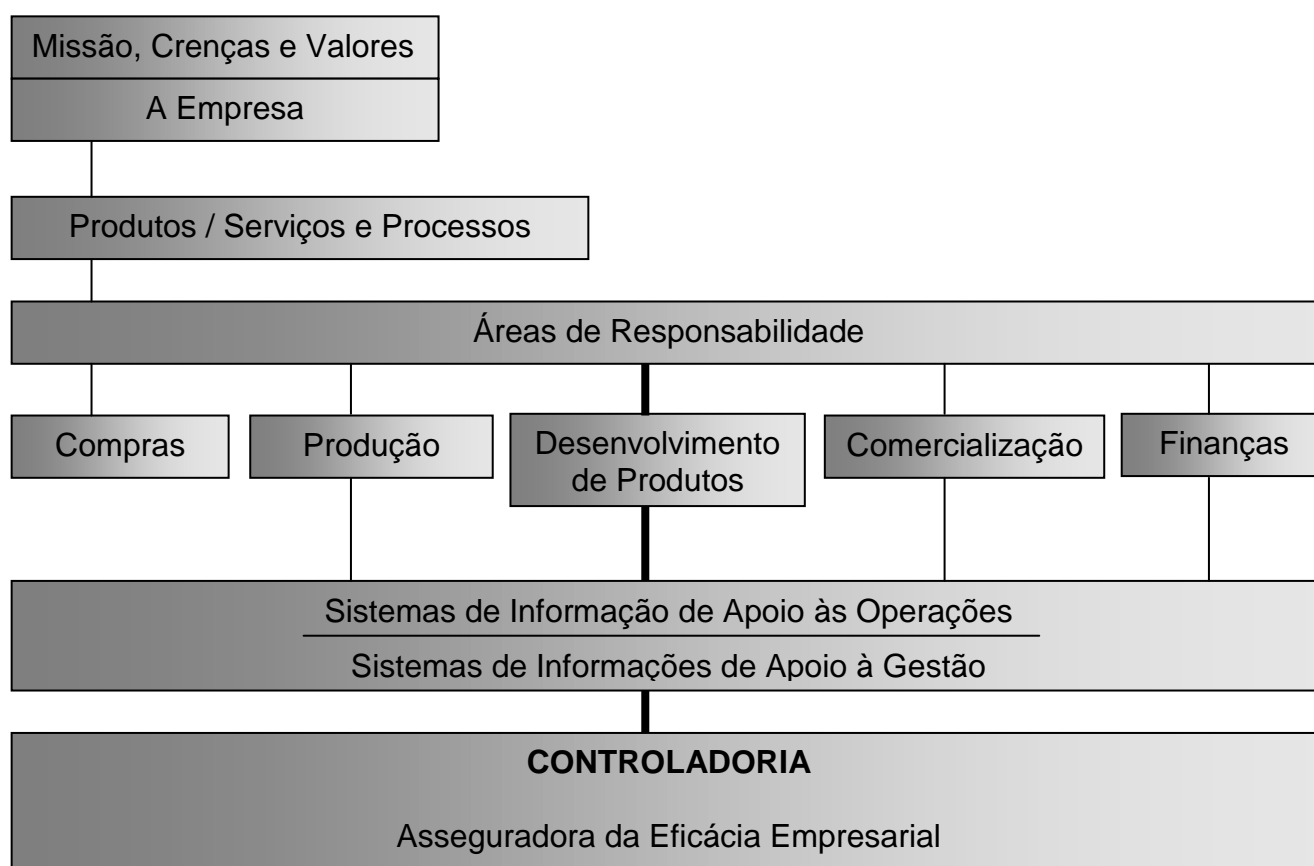 Missão, Crenças e Valores
A Empresa
Produtos / Serviços e Processos
Áreas de Responsabilidade
Compras
Produção
Desenvolvimento
de Produtos
Comercialização
Finanças
Sistemas de Informação de Apoio às Operações
Sistemas de Informações de Apoio à Gestão
CONTROLADORIA
Asseguradora da Eficácia Empresarial